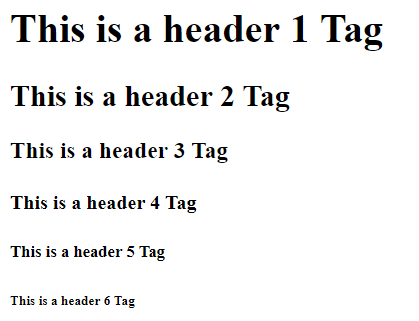 This is a header 1 Tag
This is a header 2 Tag
This is a header 3 Tag
This is a header 4 Tag
This is a header 5 Tag
This is a header 6 Tag